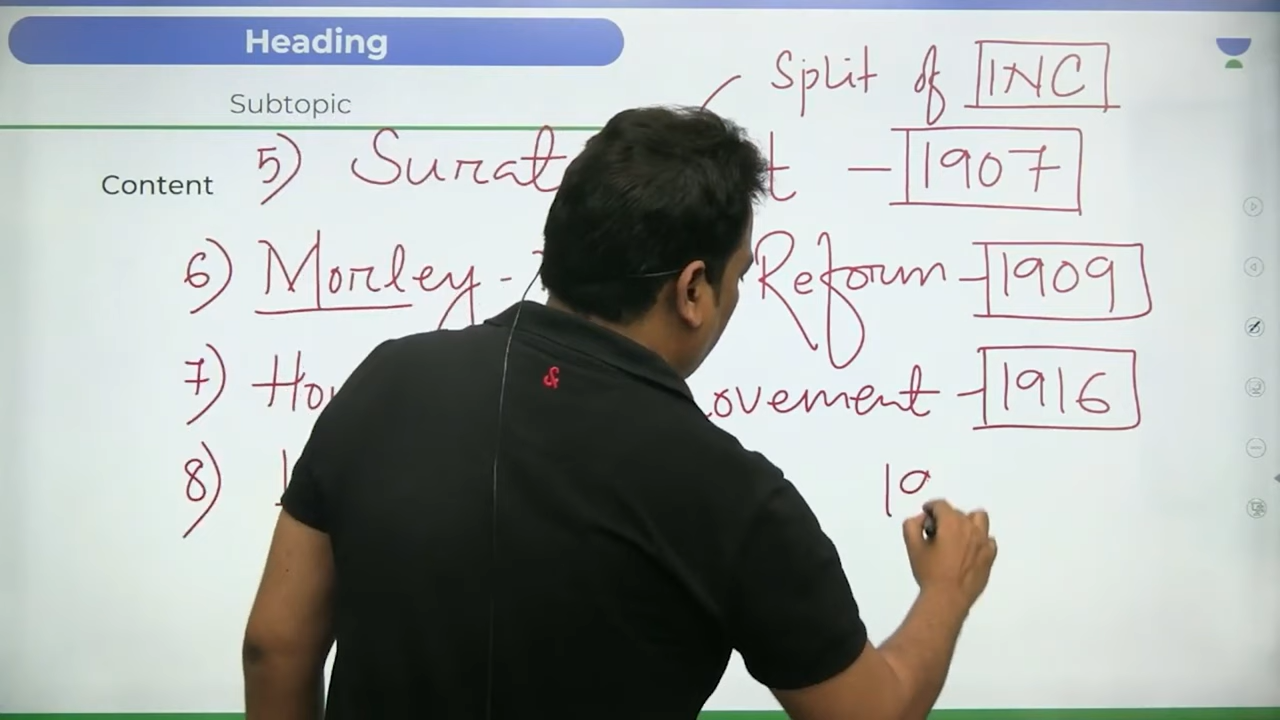 Heading
Split of INC
Subtopic
5) Surat t - 1907
Content
6) Morley - Reform - 1909
7) Ho ovement - 1916
8) 19